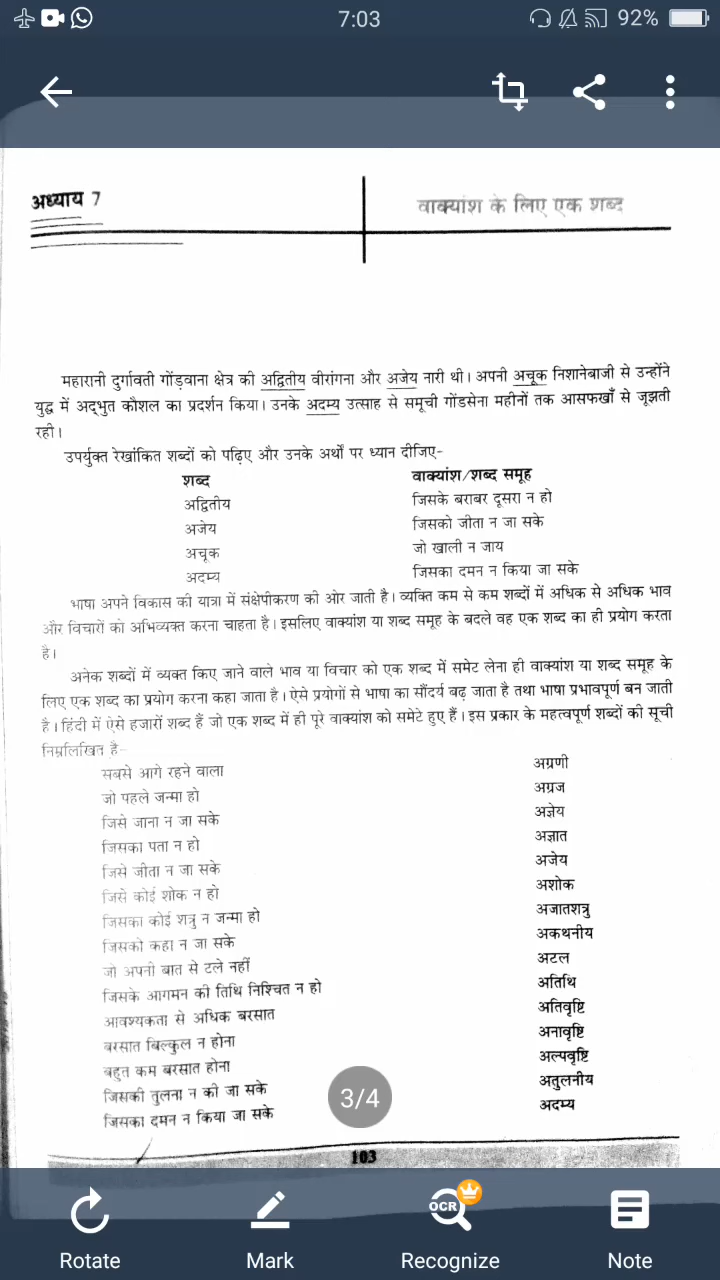 7:03
92%
अध्याय 7
वाक्यांश के लिए एक शब्द
महारानी दुर्गावती गोंड़वाना क्षेत्र की अद्वितीय वीरांगना और अजेय नारी थी। अपनी अचूक निशानेबाजी से उन्होंने
युद्ध में अद्भुत कौशल का प्रदर्शन किया। उनके अदम्य उत्साह से समूची गोंडसेना महीनों तक आसफखाँ से जूझती
रही।
उपर्युक्त रेखांकित शब्दों को पढ़िए और उनके अर्थों पर ध्यान दीजिए-
शब्द वाक्यांश/शब्द समूह
अद्वितीय जिसके बराबर दूसरा न हो
अजेय जिसको जीता न जा सके
अचूक जो खाली न जाय
अदम्य जिसका दमन न किया जा सके
भाषा अपने विकास की यात्रा में संक्षेपीकरण की ओर जाती है। व्यक्ति कम से कम शब्दों में अधिक से अधिक भाव
और विचारों को अभिव्यक्त करना चाहता है। इसलिए वाक्यांश या शब्द समूह के बदले वह एक शब्द का ही प्रयोग करता
है।
अनेक शब्दों में व्यक्त किए जाने वाले भाव या विचार को एक शब्द में समेट लेना ही वाक्यांश या शब्द समूह के
लिए एक शब्द का प्रयोग करना कहा जाता है। ऐसे प्रयोगों से भाषा का सौंदर्य बढ़ जाता है तथा भाषा प्रभावपूर्ण बन जाती
है। हिंदी में ऐसे हजारों शब्द हैं जो एक शब्द में ही पूरे वाक्यांश को समेटे हुए हैं। इस प्रकार के महत्वपूर्ण शब्दों की सूची
निम्नलिखित है-
सबसे आगे रहने वाला अग्रणी
जो पहले जन्मा हो अग्रज
जिसे जाना न जा सके अज्ञेय
जिसका पता न हो अज्ञात
जिसे जीता न जा सके अजेय
जिसे कोई शोक न हो अशोक
जिसका कोई शत्रु न जन्मा हो अजातशत्रु
जिसको कहा न जा सके अकथनीय
जो अपनी बात से टले नहीं अटल
जिसके आगमन की तिथि निश्चित न हो अतिथि
आवश्यकता से अधिक बरसात अतिवृष्टि
बरसात बिल्कुल न होना अनावृष्टि
बहुत कम बरसात होना अल्पवृष्टि
जिसकी तुलना न की जा सके अतुलनीय
जिसका दमन न किया जा सके अदम्य
3/4
103
OCR
Rotate Mark Recognize Note